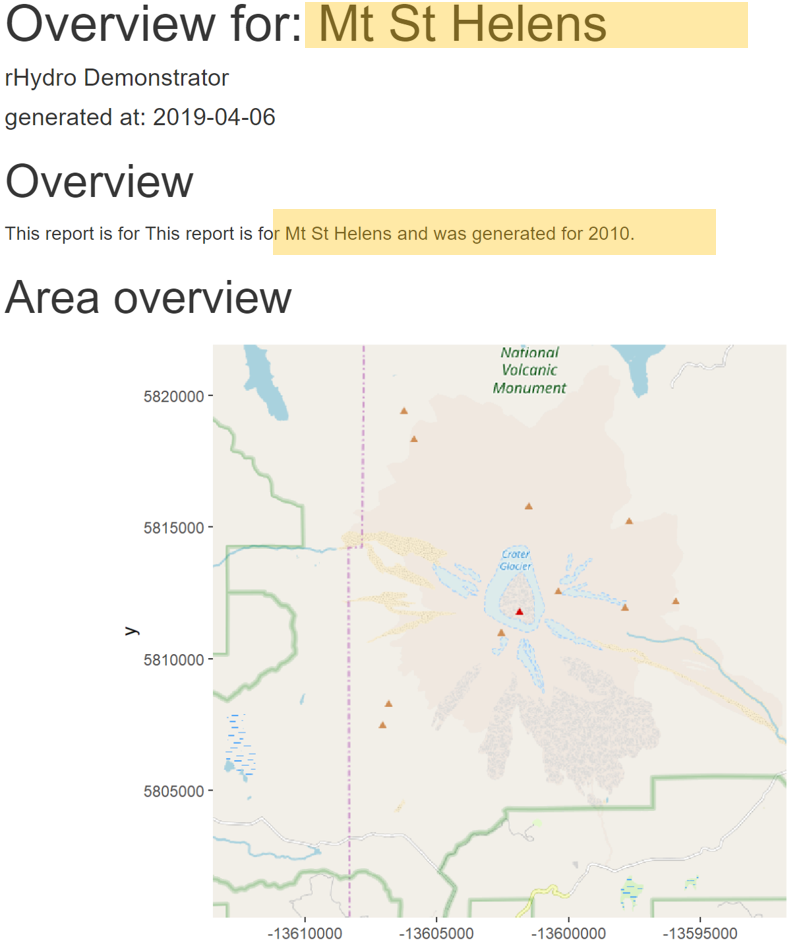 Overview for: Mt St Helens
rHydro Demonstrator
generated at: 2019-04-06
Overview
This report is for This report is for Mt St Helens and was generated for 2010.
Area overview
National
Volcanic
Monument
5820000
5815000
Crater
Glacier
y
5810000
5805000
-13610000 -13605000 -13600000 -13595000